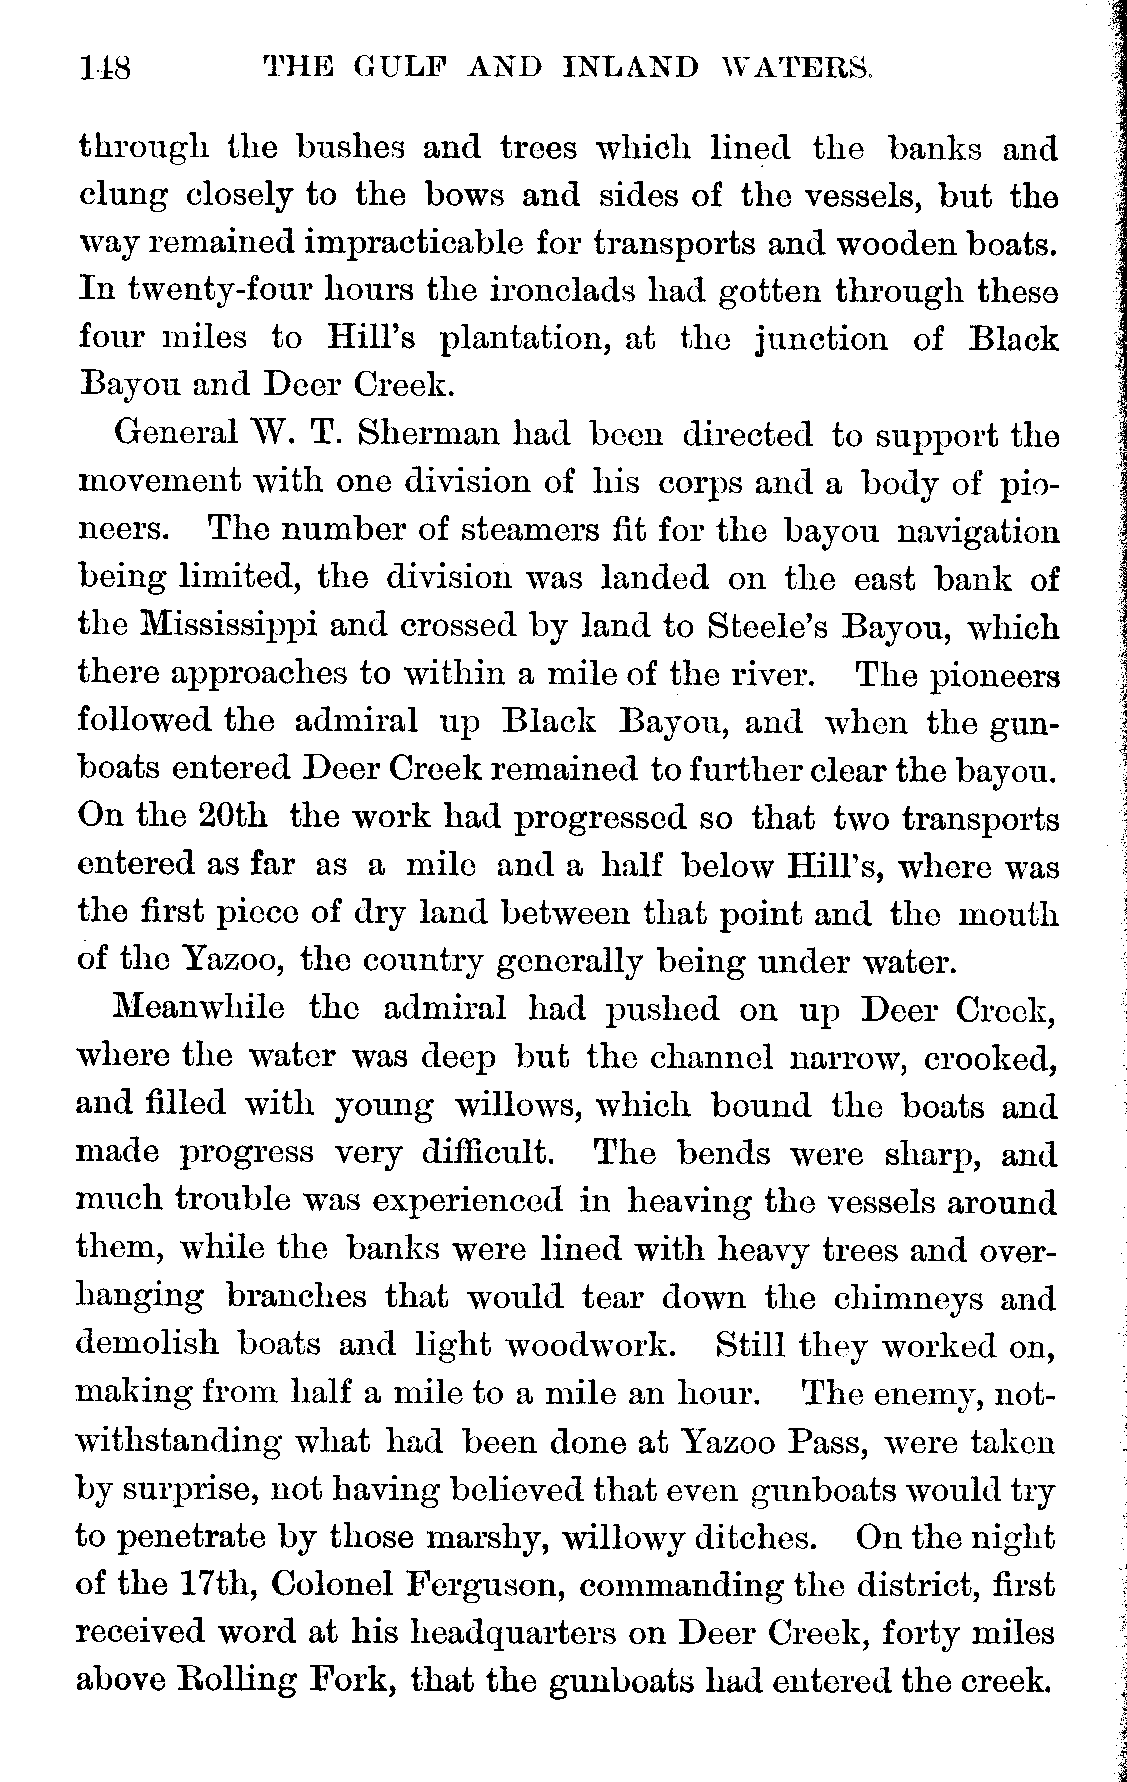 148 THE GULF AND INLAND WATERS.
through the bushes and trees which lined the banks and
clung closely to the bows and sides of the vessels, but the
way remained impracticable for transports and wooden boats.
In twenty-four hours the ironclads had gotten through these
four miles to Hill's plantation, at the junction of Black
Bayou and Deer Creek.
General W. T. Sherman had been directed to support the
movement with one division of his corps and a body of pio-
neers. The number of steamers fit for the bayou navigation
being limited, the division was landed on the east bank of
the Mississippi and crossed by land to Steele's Bayou, which
there approaches to within a mile of the river. The pioneers
followed the admiral up Black Bayou, and when the gun-
boats entered Deer Creek remained to further clear the bayou.
On the 20th the work had progressed so that two transports
entered as far as a mile and a half below Hill's, where was
the first piece of dry land between that point and the mouth
of the Yazoo, the country generally being under water.
Meanwhile the admiral had pushed on up Deer Creek,
where the water was deep but the channel narrow, crooked,
and filled with young willows, which bound the boats and
made progress very difficult. The bends were sharp, and
much trouble was experienced in heaving the vessels around
them, while the banks were lined with heavy trees and over-
hanging branches that would tear down the chimneys and
demolish boats and light woodwork. Still they worked on,
making from half a mile to a mile an hour. The enemy, not-
withstanding what had been done at Yazoo Pass, were taken
by surprise, not having believed that even gunboats would try
to penetrate by those marshy, willowy ditches. On the night
of the 17th, Colonel Ferguson, commanding the district, first
received word at his headquarters on Deer Creek, forty miles
above Rolling Fork, that the gunboats had entered the creek.